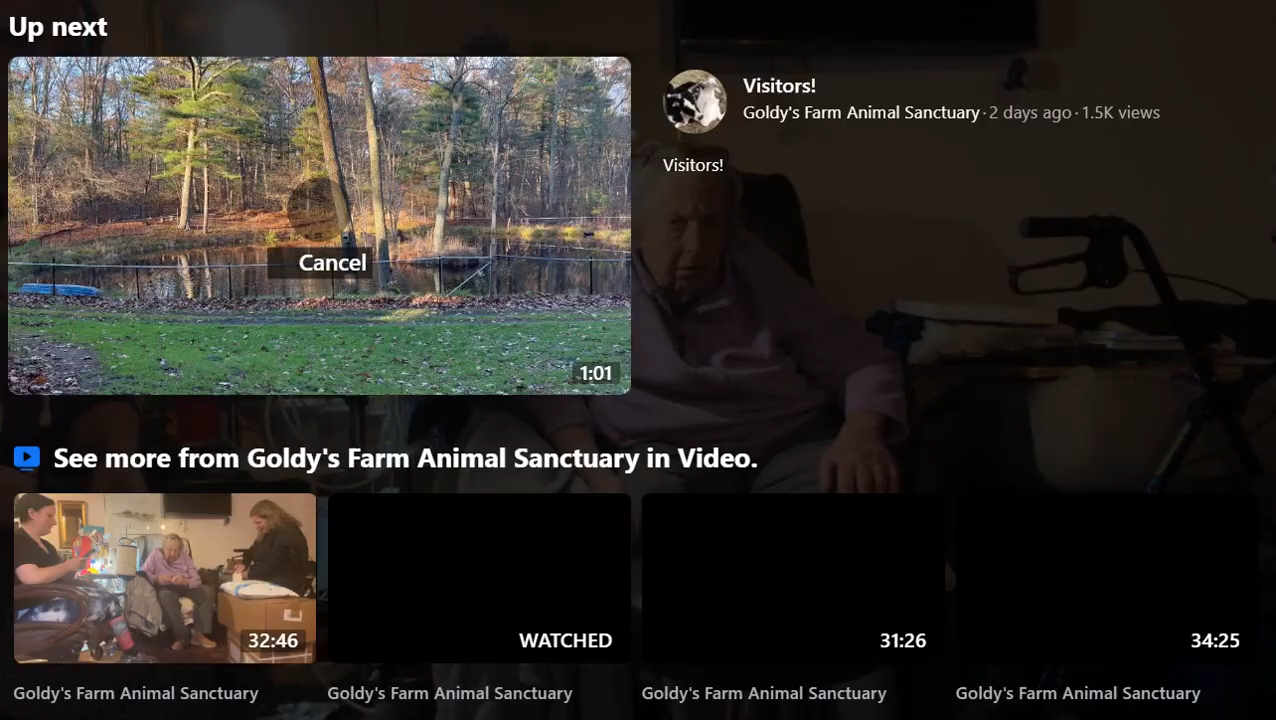 Up next
Visitors!
Goldy's Farm Animal Sanctuary · 2 days ago · 1.5K views
Visitors!
Cancel
1:01
See more from Goldy's Farm Animal Sanctuary in Video.
32:46
WATCHED
31:26
34:25
Goldy's Farm Animal Sanctuary
Goldy's Farm Animal Sanctuary
Goldy's Farm Animal Sanctuary
Goldy's Farm Animal Sanctuary